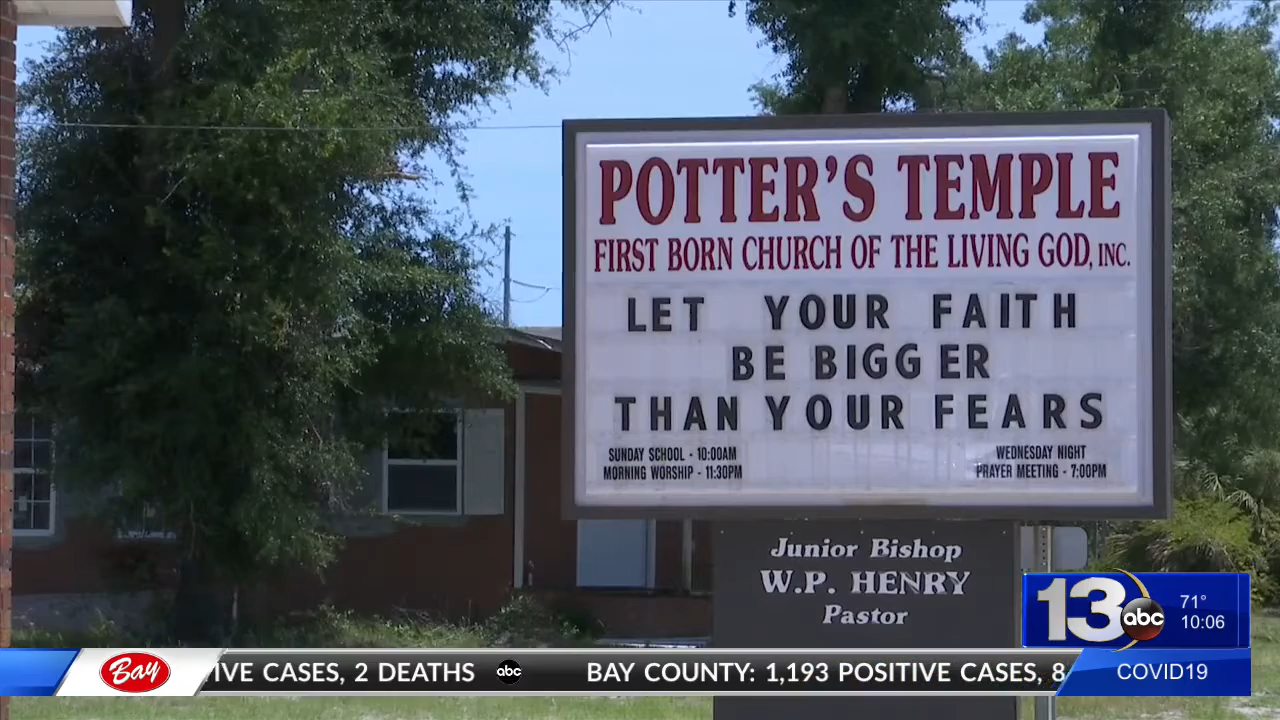 POTTER'S TEMPLE
FIRST BORN CHURCH OF THE LIVING GOD, INC.
LET YOUR FAITH
BE BIGGER
THAN YOUR FEARS
SUNDAY SCHOOL - 10:00AM
MORNING WORSHIP - 11:30PM
WEDNESDAY NIGHT
PRAYER MEETING - 7:00PM
Junior Bishop
W.P. HENRY
Pastor
13 abc
71°
10:06
Bay
IVE CASES, 2 DEATHS abc BAY COUNTY: 1,193 POSITIVE CASES, 8
COVID19